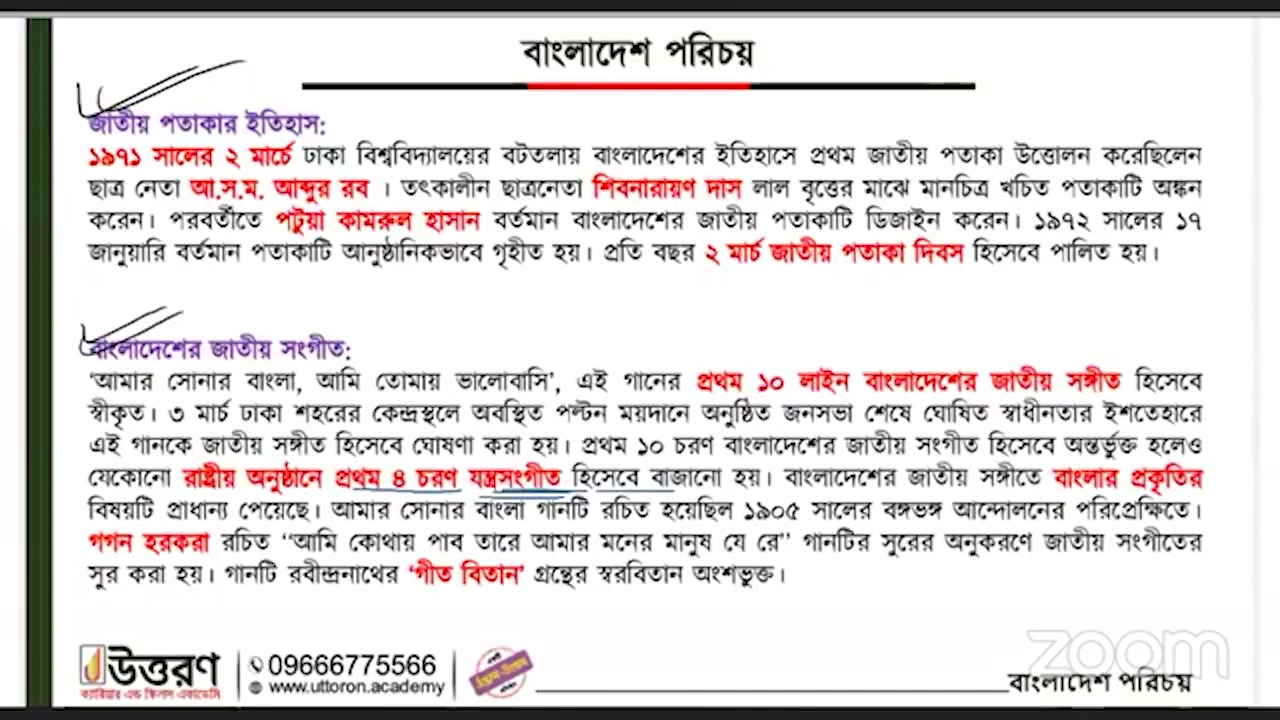 বাংলাদেশ পরিচয়
জাতীয় পতাকার ইতিহাস:
১৯৭১ সালের ২ মার্চে ঢাকা বিশ্ববিদ্যালয়ের বটতলায় বাংলাদেশের ইতিহাসে প্রথম জাতীয় পতাকা উত্তোলন করেছিলেন
ছাত্র নেতা আ.স.ম. আব্দুর রব । তৎকালীন ছাত্রনেতা শিবনারায়ণ দাস লাল বৃত্তের মাঝে মানচিত্র খচিত পতাকাটি অঙ্কন
করেন। পরবর্তীতে পটুয়া কামরুল হাসান বর্তমান বাংলাদেশের জাতীয় পতাকাটি ডিজাইন করেন। ১৯৭২ সালের ১৭
জানুয়ারি বর্তমান পতাকাটি আনুষ্ঠানিকভাবে গৃহীত হয়। প্রতি বছর ২ মার্চ জাতীয় পতাকা দিবস হিসেবে পালিত হয়।
বাংলাদেশের জাতীয় সংগীত:
‘আমার সোনার বাংলা, আমি তোমায় ভালোবাসি’, এই গানের প্রথম ১০ লাইন বাংলাদেশের জাতীয় সঙ্গীত হিসেবে
স্বীকৃত। ৩ মার্চ ঢাকা শহরের কেন্দ্রস্থলে অবস্থিত পল্টন ময়দানে অনুষ্ঠিত জনসভা শেষে ঘোষিত স্বাধীনতার ইশতেহারে
এই গানকে জাতীয় সঙ্গীত হিসেবে ঘোষণা করা হয়। প্রথম ১০ চরণ বাংলাদেশের জাতীয় সংগীত হিসেবে অন্তর্ভুক্ত হলেও
যেকোনো রাষ্ট্রীয় অনুষ্ঠানে প্রথম ৪ চরণ যন্ত্রসংগীত হিসেবে বাজানো হয়। বাংলাদেশের জাতীয় সঙ্গীতে বাংলার প্রকৃতির
বিষয়টি প্রাধান্য পেয়েছে। আমার সোনার বাংলা গানটি রচিত হয়েছিল ১৯০৫ সালের বঙ্গভঙ্গ আন্দোলনের পরিপ্রেক্ষিতে।
গগন হরকরা রচিত “আমি কোথায় পাব তারে আমার মনের মানুষ যে রে” গানটির সুরের অনুকরণে জাতীয় সংগীতের
সুর করা হয়। গানটি রবীন্দ্রনাথের ‘গীত বিতান’ গ্রন্থের স্বরবিতান অংশভুক্ত।
উত্তরণ
ক্যারিয়ার এন্ড স্কিলস একাডেমি
09666775566
www.uttoron.academy
বাংলাদেশ পরিচয়
zoom